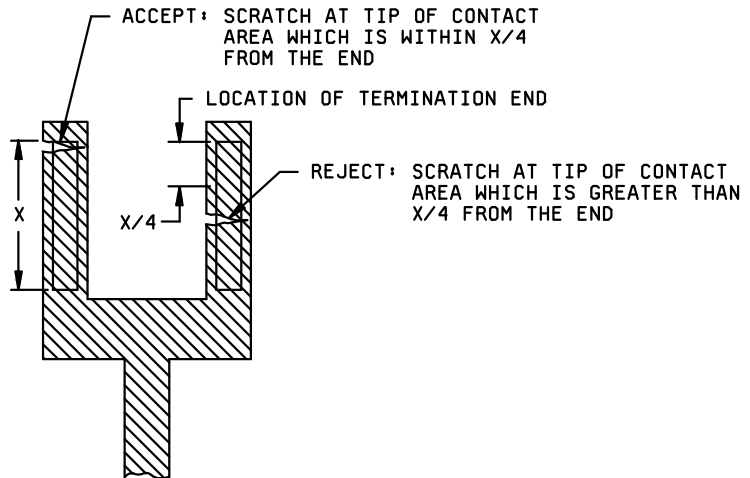 ACCEPT: SCRATCH AT TIP OF CONTACT
AREA WHICH IS WITHIN X/4
FROM THE END
LOCATION OF TERMINATION END
REJECT: SCRATCH AT TIP OF CONTACT
AREA WHICH IS GREATER THAN
X/4 FROM THE END
X
X/4